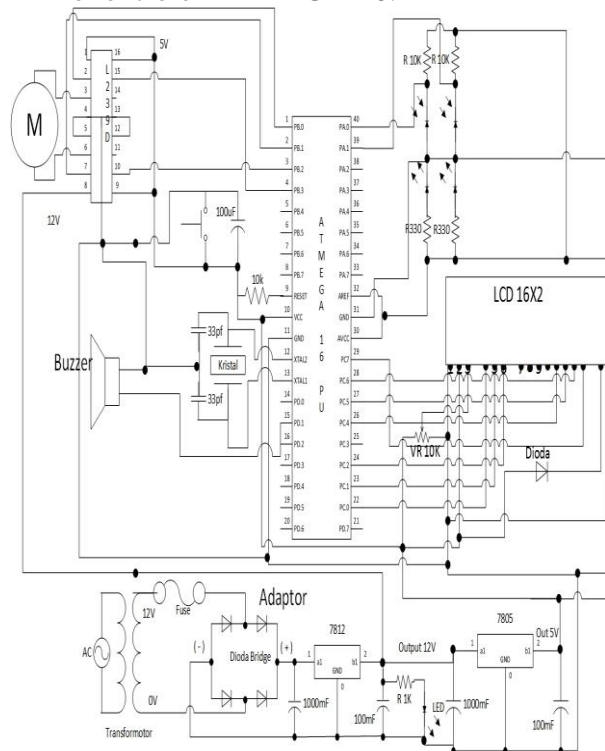 5V
1 16
2 15
3 14
4 13
5 12
6 11
7 10
8 9
L
2
3
9
D
M
12V
100uF
10k
R 10K
R 10K
R330
R330
1 PB.0
2 PB.1
3 PB.2
4 PB.3
5 PB.4
6 PB.5
7 PB.6
8 PB.7
9 RESET
10 VCC
11 GND
12 XTAL2
13 XTAL1
14 PD.0
15 PD.1
16 PD.2
17 PD.3
18 PD.4
19 PD.5
20 PD.6
A
T
M
E
G
A
16
PU
PA.0 40
PA.1 39
PA.2 38
PA.3 37
PA.4 36
PA.5 35
PA.6 34
PA.7 33
AREF 32
GND 31
AVCC 30
PC7 29
PC.6 28
PC.5 27
PC.4 26
PC.3 25
PC.2 24
PC.1 23
PC.0 22
PD.7 21
LCD 16X2
Buzzer
33pf
Kristal
33pf
VR 10K
Dioda
Adaptor
12V
Fuse
AC
0V
Transformotor
(-)
Dioda Bridge
(+)
7812
1 a1 b1 2
GND
0
1000mF
100mF
Output 12V
R 1K
LED
7805
1 a1 b1 2
GND
0
Out 5V
1000mF
100mF